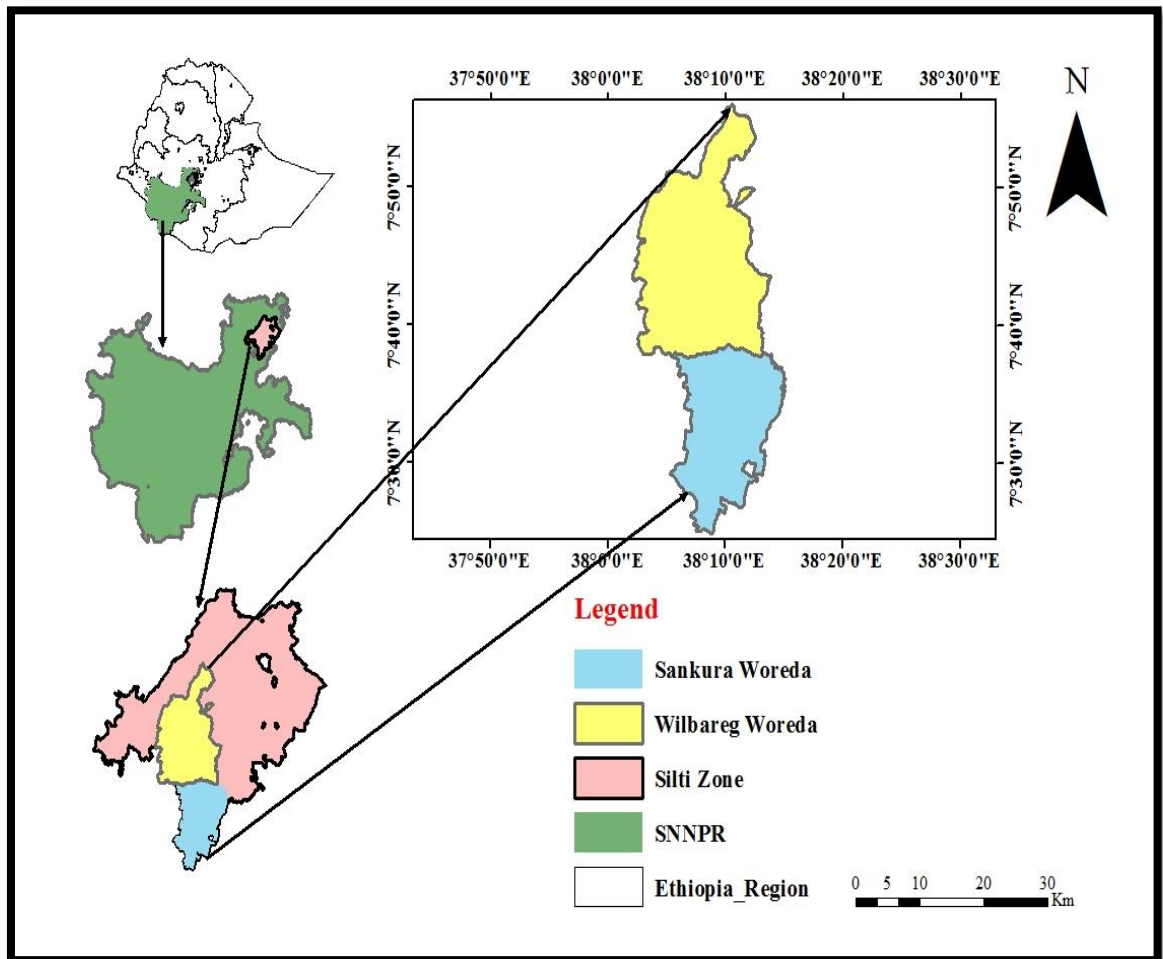 37°50'0"E 38°0'0"E 38°10'0"E 38°20'0"E 38°30'0"E
N
7°50'0"N 7°50'0"N
7°40'0"N 7°40'0"N
7°30'0"N 7°30'0"N
37°50'0"E 38°0'0"E 38°10'0"E 38°20'0"E 38°30'0"E
Legend
Sankura Woreda
Wilbareg Woreda
Silti Zone
SNNPR
Ethiopia_Region
0 5 10 20 30
Km